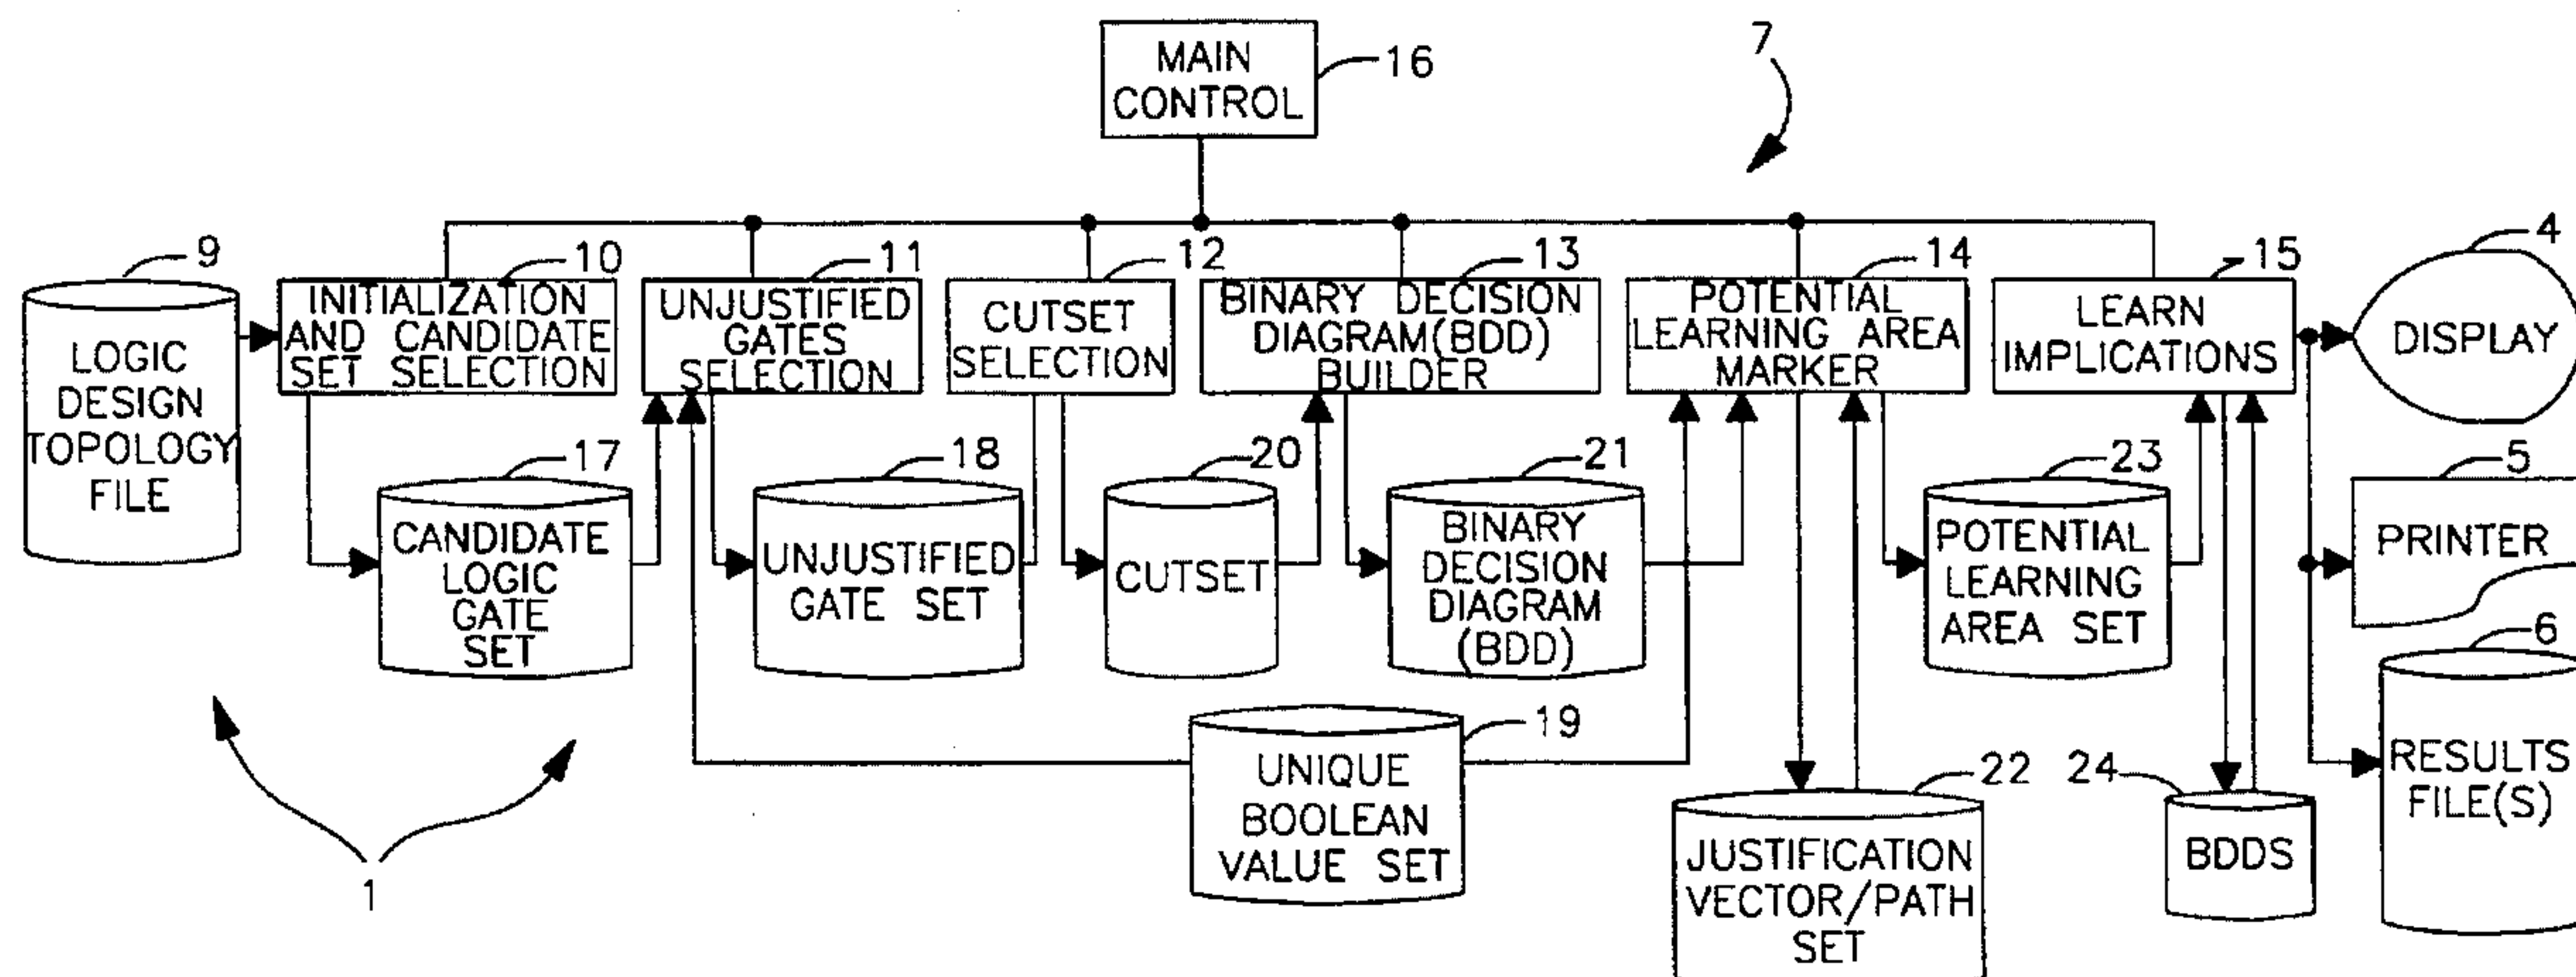 MAIN
CONTROL
16
7
9
LOGIC
DESIGN
TOPOLOGY
FILE
10
INITIALIZATION
AND CANDIDATE
SET SELECTION
11
UNJUSTIFIED
GATES
SELECTION
12
CUTSET
SELECTION
13
BINARY DECISION
DIAGRAM(BDD)
BUILDER
14
POTENTIAL
LEARNING AREA
MARKER
15
LEARN
IMPLICATIONS
4
DISPLAY
17
CANDIDATE
LOGIC
GATE
SET
18
UNJUSTIFIED
GATE SET
20
CUTSET
21
BINARY
DECISION
DIAGRAM
(BDD)
23
POTENTIAL
LEARNING
AREA SET
5
PRINTER
6
RESULTS
FILE(S)
19
UNIQUE
BOOLEAN
VALUE SET
22
JUSTIFICATION
VECTOR/PATH
SET
24
BDDS
1